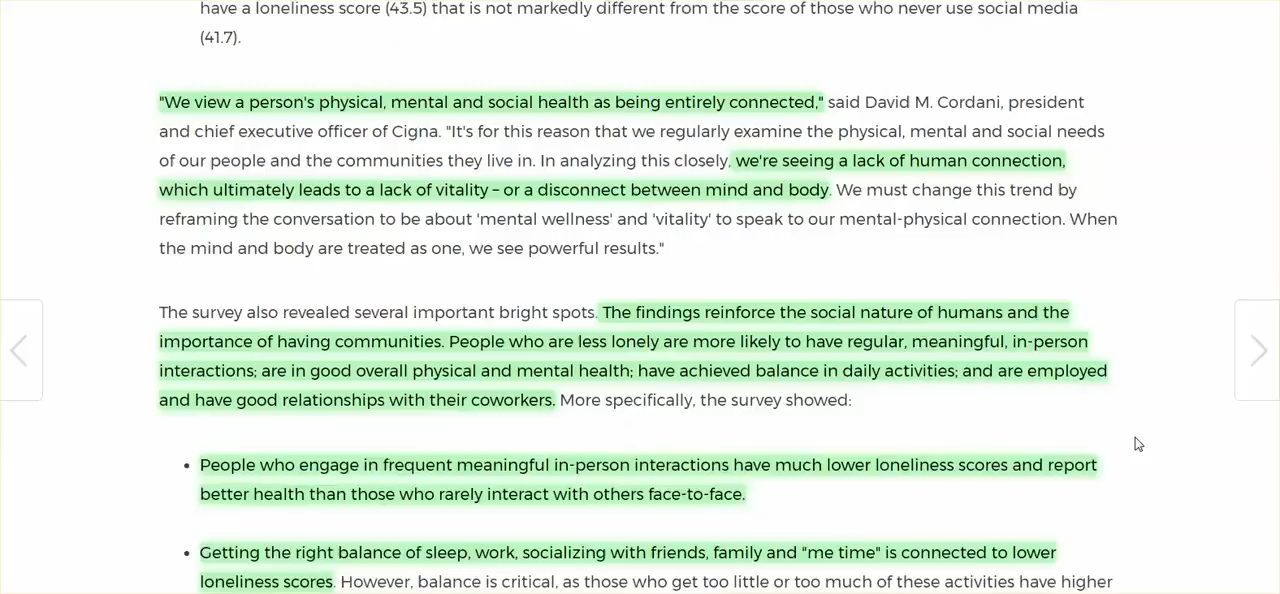 have a loneliness score (43.5) that is not markedly different from the score of those who never use social media
(41.7).
"We view a person's physical, mental and social health as being entirely connected," said David M. Cordani, president
and chief executive officer of Cigna. "It's for this reason that we regularly examine the physical, mental and social needs
of our people and the communities they live in. In analyzing this closely, we're seeing a lack of human connection,
which ultimately leads to a lack of vitality – or a disconnect between mind and body. We must change this trend by
reframing the conversation to be about 'mental wellness' and 'vitality' to speak to our mental-physical connection. When
the mind and body are treated as one, we see powerful results."
The survey also revealed several important bright spots. The findings reinforce the social nature of humans and the
importance of having communities. People who are less lonely are more likely to have regular, meaningful, in-person
interactions; are in good overall physical and mental health; have achieved balance in daily activities; and are employed
and have good relationships with their coworkers. More specifically, the survey showed:
• People who engage in frequent meaningful in-person interactions have much lower loneliness scores and report
better health than those who rarely interact with others face-to-face.
• Getting the right balance of sleep, work, socializing with friends, family and "me time" is connected to lower
loneliness scores. However, balance is critical, as those who get too little or too much of these activities have higher